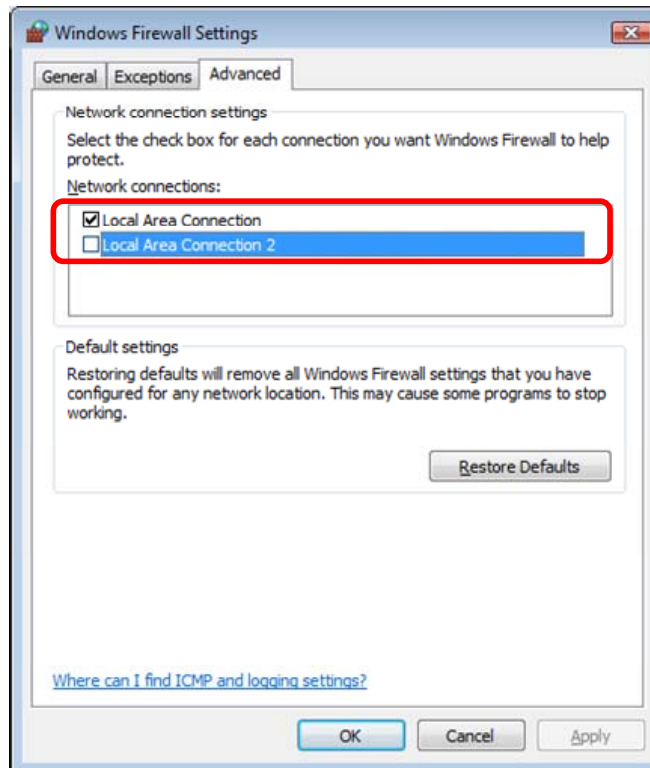 Windows Firewall Settings
General Exceptions Advanced
Network connection settings
Select the check box for each connection you want Windows Firewall to help
protect.
Network connections:
Local Area Connection
Local Area Connection 2
Default settings
Restoring defaults will remove all Windows Firewall settings that you have
configured for any network location. This may cause some programs to stop
working.
Restore Defaults
Where can I find ICMP and logging settings?
OK Cancel Apply